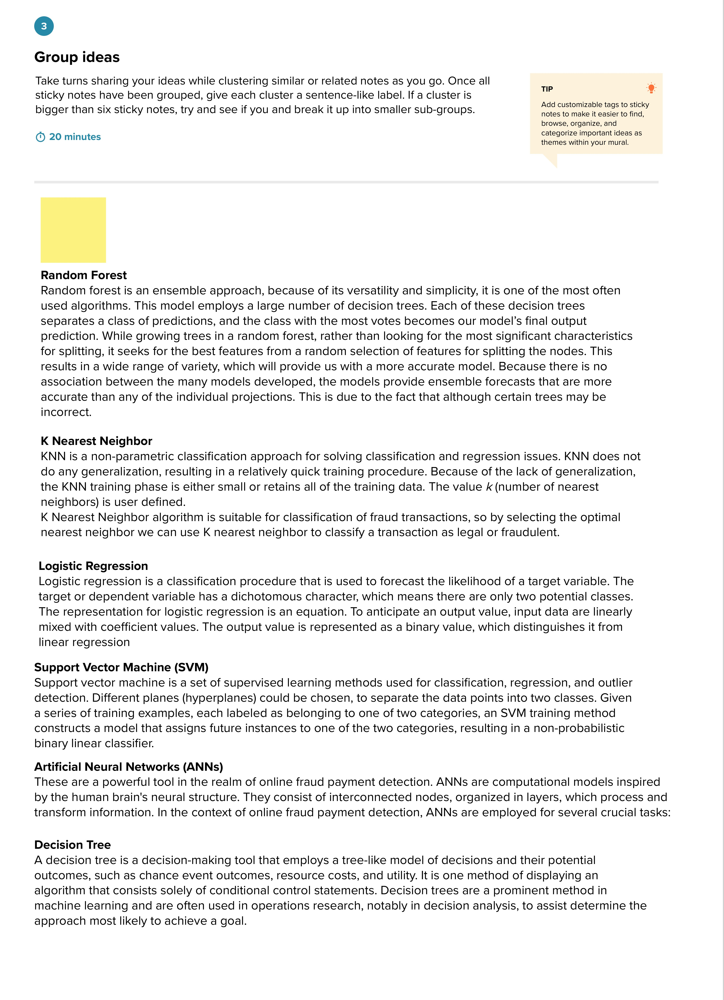 3
Group ideas
Take turns sharing your ideas while clustering similar or related notes as you go. Once all
sticky notes have been grouped, give each cluster a sentence-like label. If a cluster is
bigger than six sticky notes, try and see if you and break it up into smaller sub-groups.
20 minutes
TIP
Add customizable tags to sticky
notes to make it easier to find,
browse, organize, and
categorize important ideas as
themes within your mural.
Random Forest
Random forest is an ensemble approach, because of its versatility and simplicity, it is one of the most often
used algorithms. This model employs a large number of decision trees. Each of these decision trees
separates a class of predictions, and the class with the most votes becomes our model’s final output
prediction. While growing trees in a random forest, rather than looking for the most significant characteristics
for splitting, it seeks for the best features from a random selection of features for splitting the nodes. This
results in a wide range of variety, which will provide us with a more accurate model. Because there is no
association between the many models developed, the models provide ensemble forecasts that are more
accurate than any of the individual projections. This is due to the fact that although certain trees may be
incorrect.
K Nearest Neighbor
KNN is a non-parametric classification approach for solving classification and regression issues. KNN does not
do any generalization, resulting in a relatively quick training procedure. Because of the lack of generalization,
the KNN training phase is either small or retains all of the training data. The value k (number of nearest
neighbors) is user defined.
K Nearest Neighbor algorithm is suitable for classification of fraud transactions, so by selecting the optimal
nearest neighbor we can use K nearest neighbor to classify a transaction as legal or fraudulent.
Logistic Regression
Logistic regression is a classification procedure that is used to forecast the likelihood of a target variable. The
target or dependent variable has a dichotomous character, which means there are only two potential classes.
The representation for logistic regression is an equation. To anticipate an output value, input data are linearly
mixed with coefficient values. The output value is represented as a binary value, which distinguishes it from
linear regression
Support Vector Machine (SVM)
Support vector machine is a set of supervised learning methods used for classification, regression, and outlier
detection. Different planes (hyperplanes) could be chosen, to separate the data points into two classes. Given
a series of training examples, each labeled as belonging to one of two categories, an SVM training method
constructs a model that assigns future instances to one of the two categories, resulting in a non-probabilistic
binary linear classifier.
Artificial Neural Networks (ANNs)
These are a powerful tool in the realm of online fraud payment detection. ANNs are computational models inspired
by the human brain's neural structure. They consist of interconnected nodes, organized in layers, which process and
transform information. In the context of online fraud payment detection, ANNs are employed for several crucial tasks:
Decision Tree
A decision tree is a decision-making tool that employs a tree-like model of decisions and their potential
outcomes, such as chance event outcomes, resource costs, and utility. It is one method of displaying an
algorithm that consists solely of conditional control statements. Decision trees are a prominent method in
machine learning and are often used in operations research, notably in decision analysis, to assist determine the
approach most likely to achieve a goal.